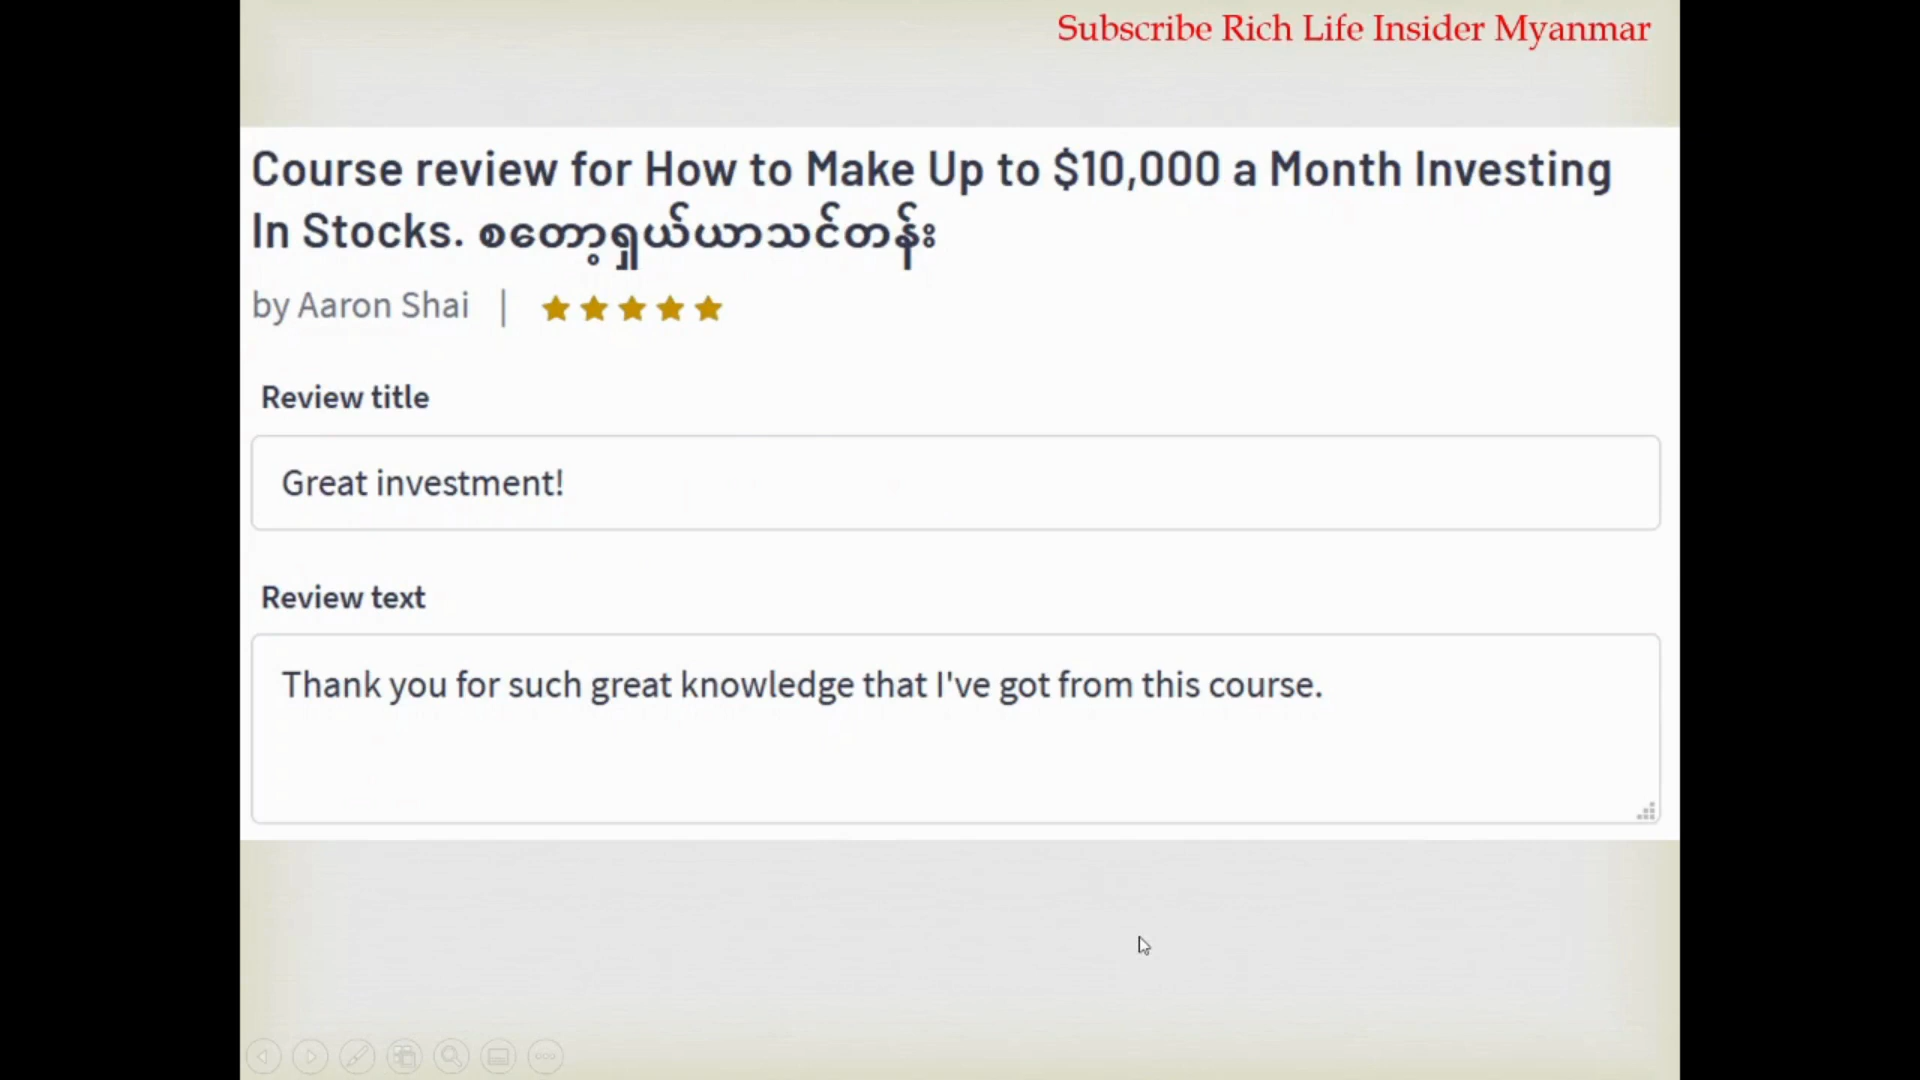 Subscribe Rich Life Insider Myanmar
Course review for How to Make Up to $10,000 a Month Investing
In Stocks. စတော့ရှယ်ယာသင်တန်း
by Aaron Shai |
Review title
Great investment!
Review text
Thank you for such great knowledge that I've got from this course.